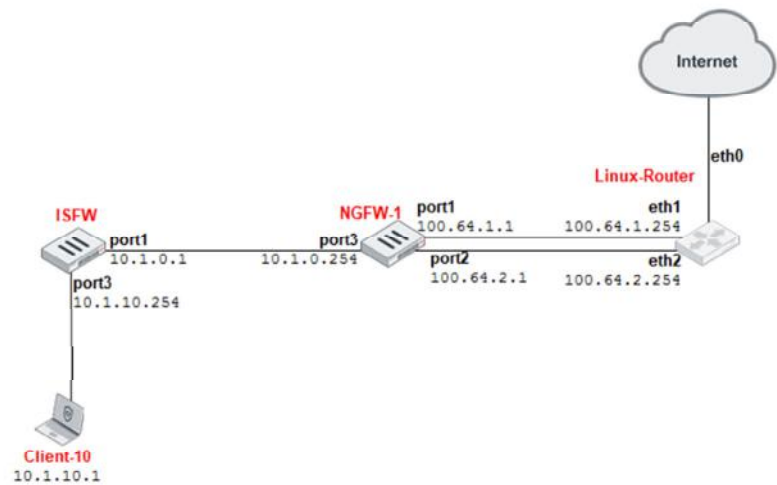 Internet
eth0
Linux-Router
ISFW
NGFW-1
port1
eth1
port1
port3
100.64.1.1
100.64.1.254
10.1.0.1
10.1.0.254
port2
eth2
port3
100.64.2.1
100.64.2.254
10.1.10.254
Client-10
10.1.10.1